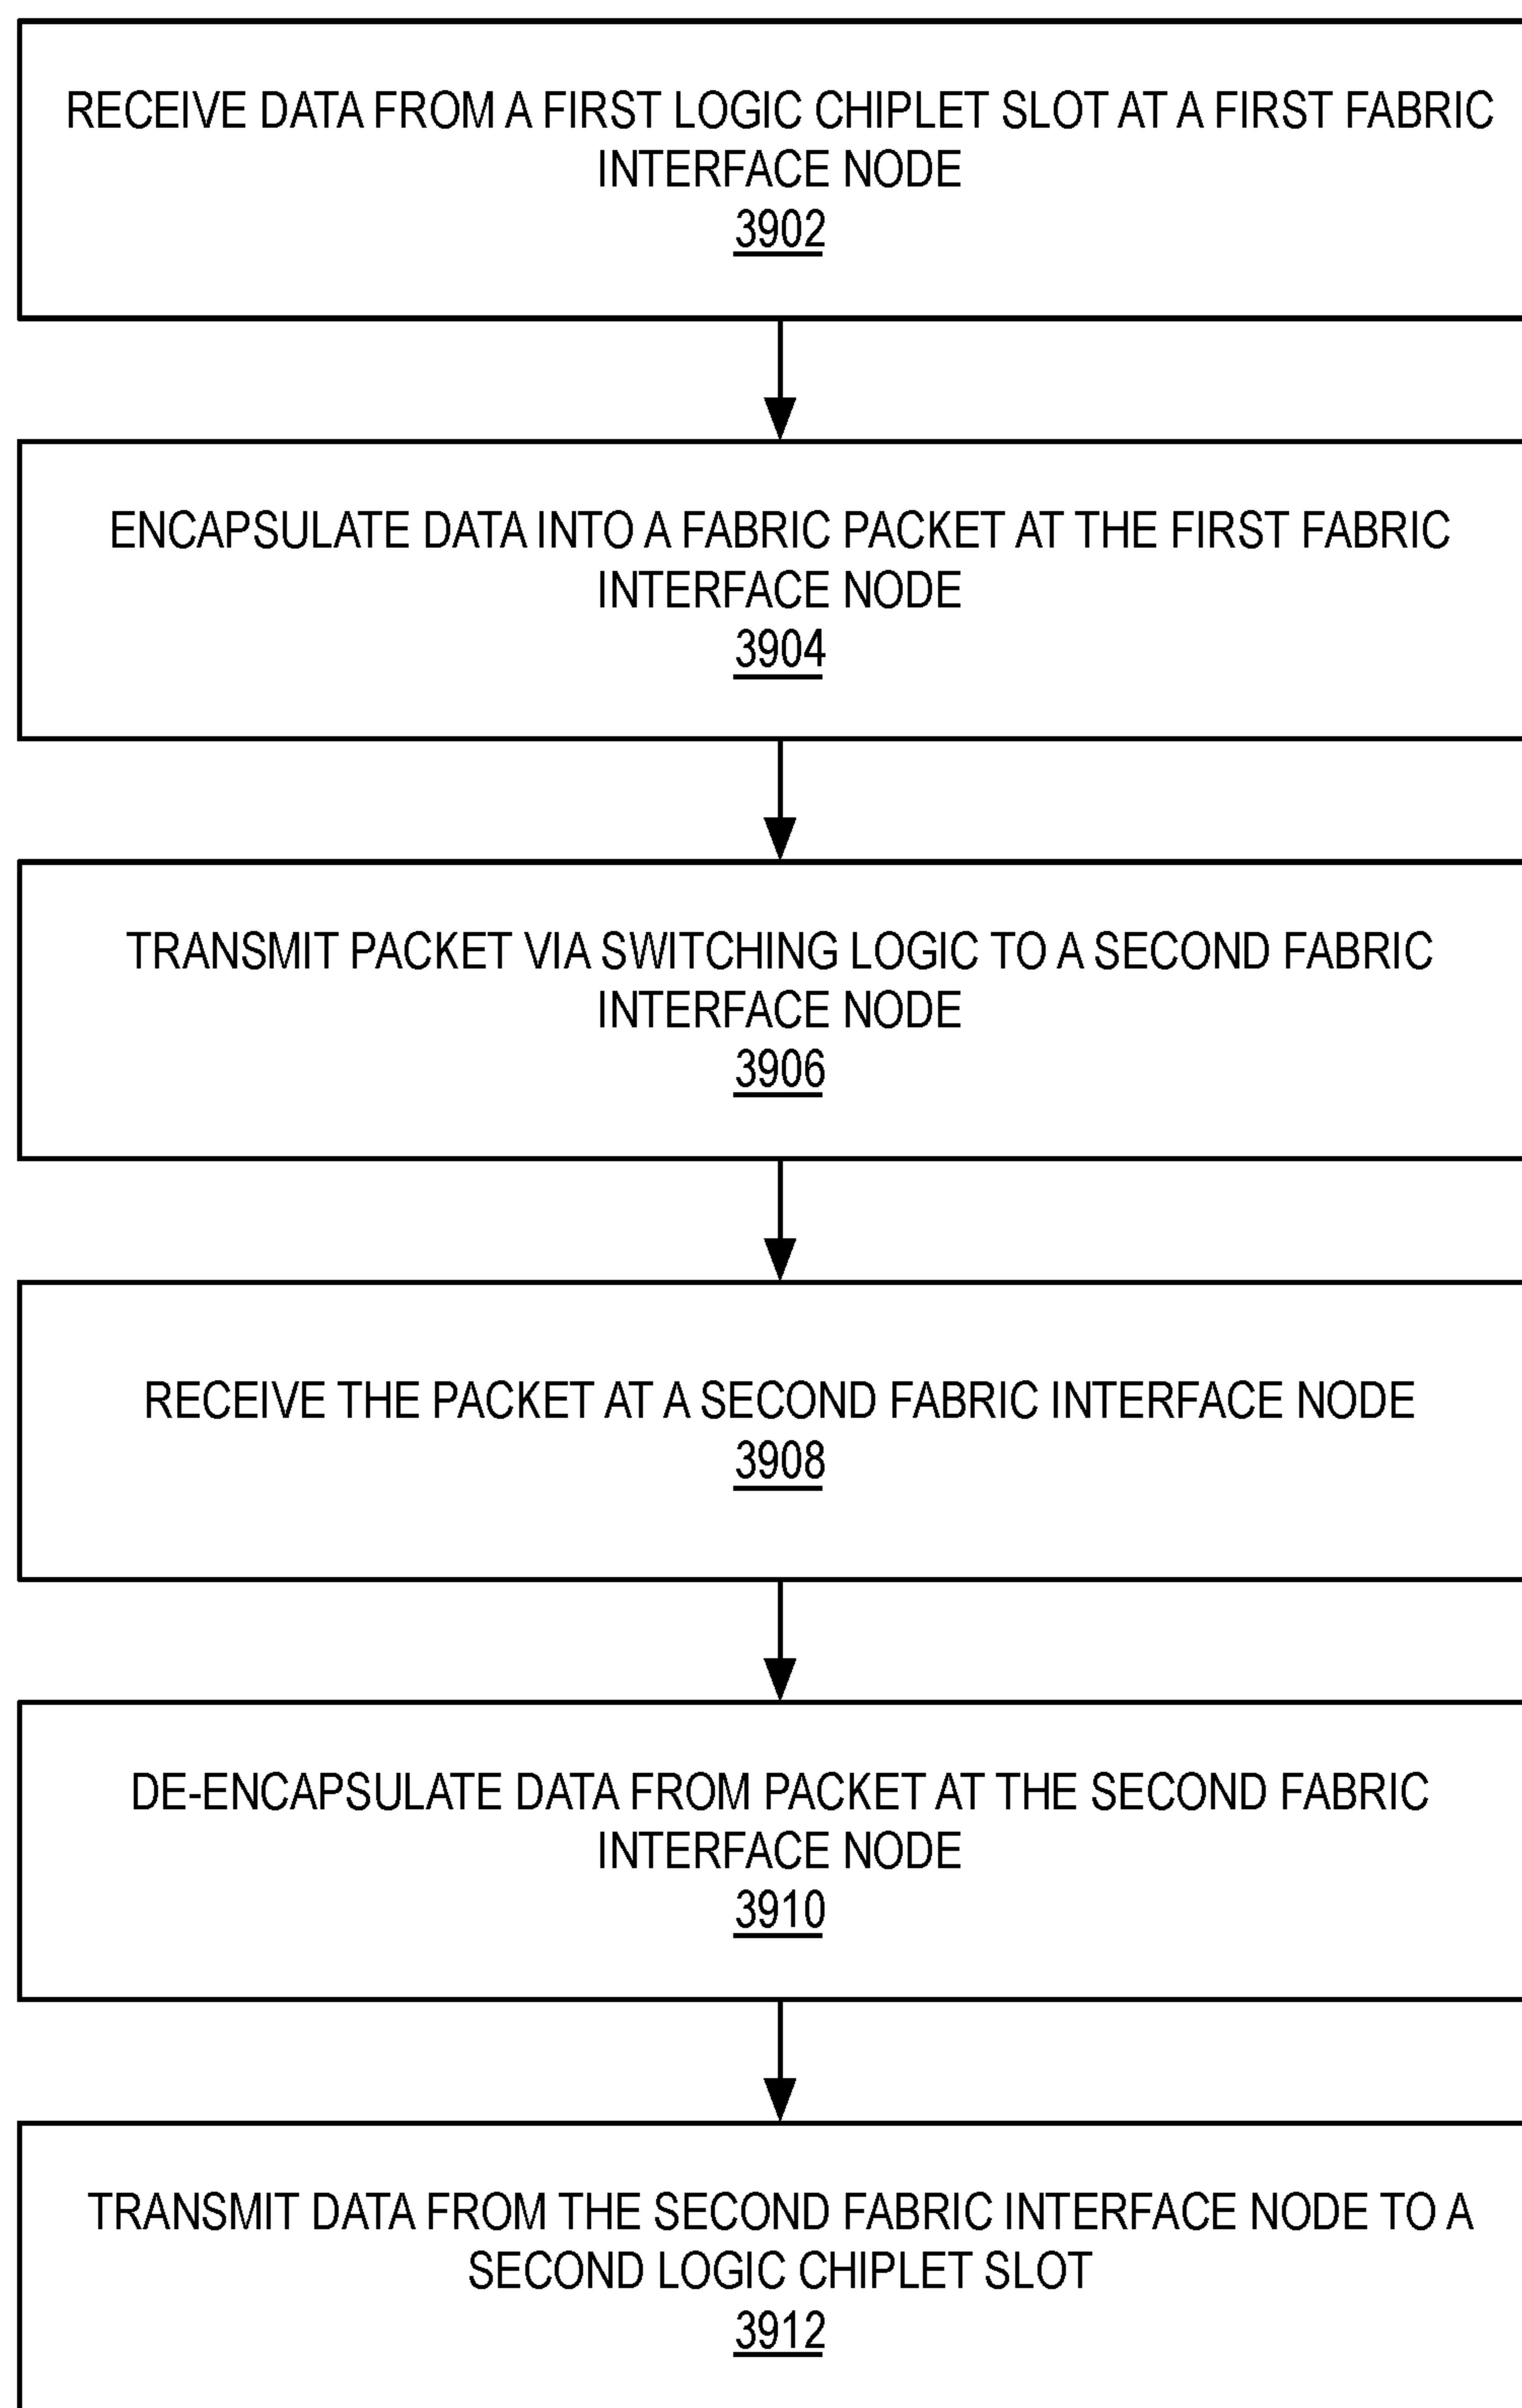 RECEIVE DATA FROM A FIRST LOGIC CHIPLET SLOT AT A FIRST FABRIC
INTERFACE NODE
3902
ENCAPSULATE DATA INTO A FABRIC PACKET AT THE FIRST FABRIC
INTERFACE NODE
3904
TRANSMIT PACKET VIA SWITCHING LOGIC TO A SECOND FABRIC
INTERFACE NODE
3906
RECEIVE THE PACKET AT A SECOND FABRIC INTERFACE NODE
3908
DE-ENCAPSULATE DATA FROM PACKET AT THE SECOND FABRIC
INTERFACE NODE
3910
TRANSMIT DATA FROM THE SECOND FABRIC INTERFACE NODE TO A
SECOND LOGIC CHIPLET SLOT
3912